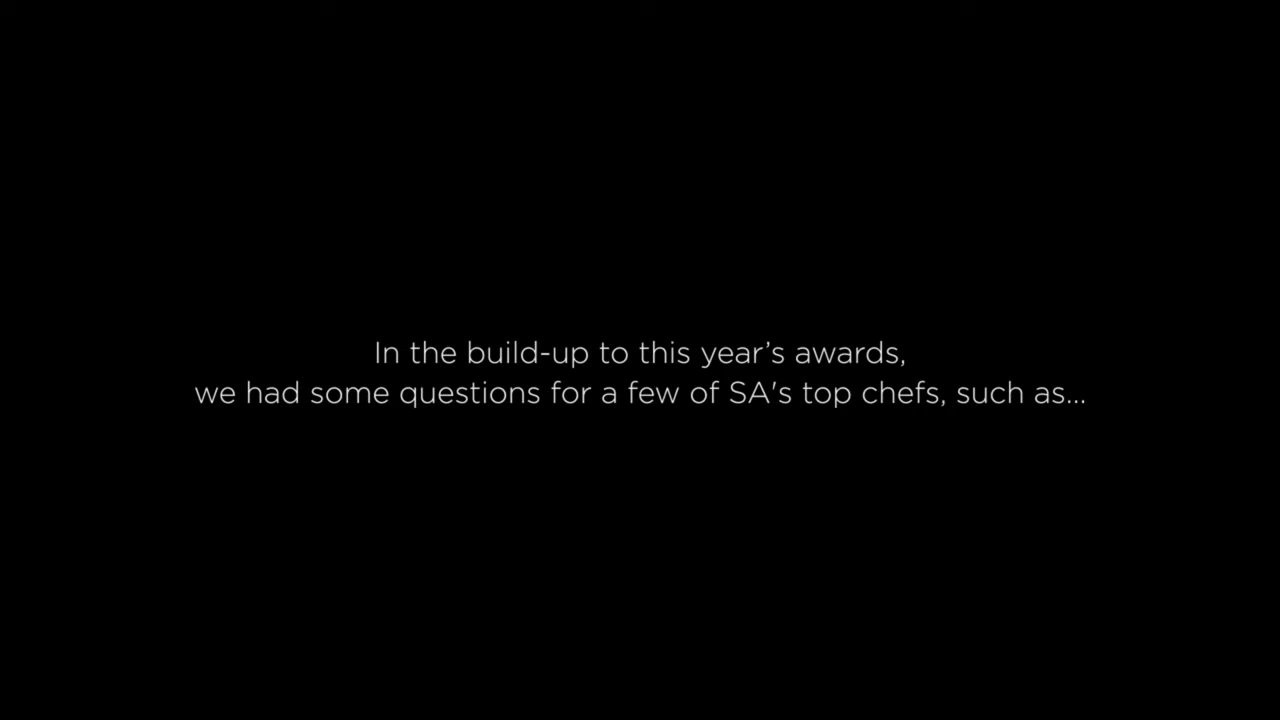 In the build-up to this year’s awards,
we had some questions for a few of SA's top chefs, such as...